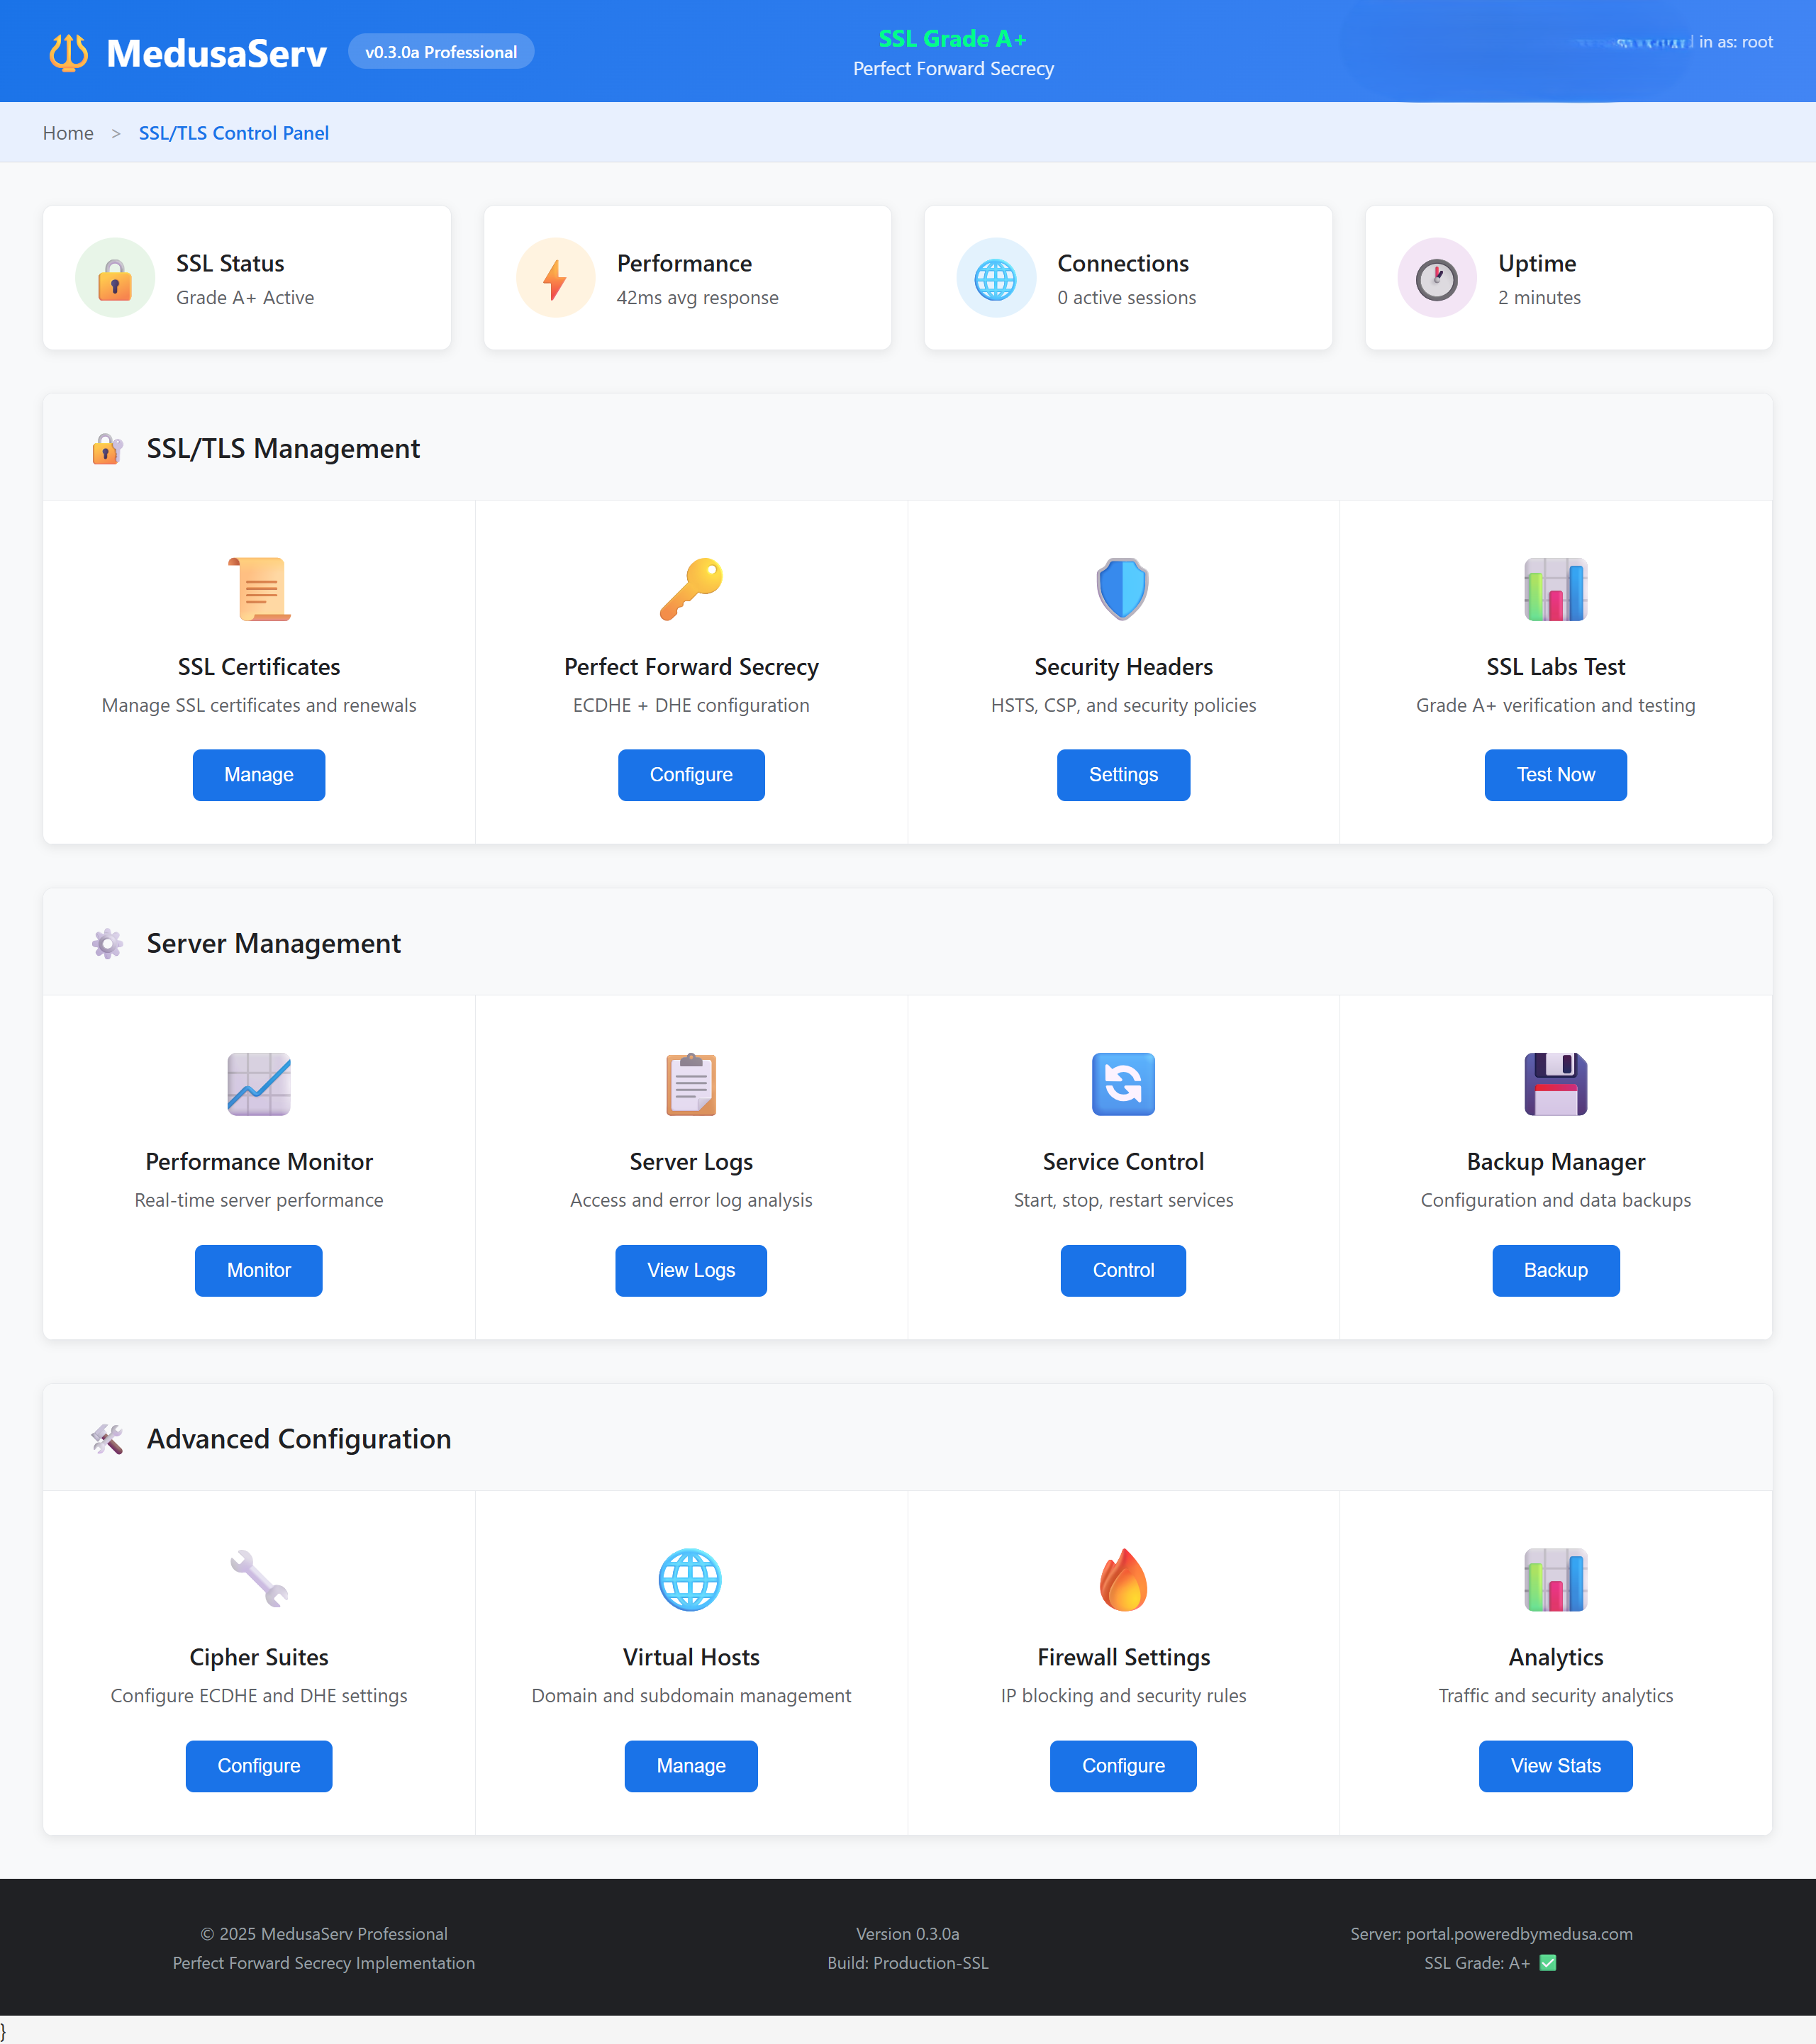 MedusaServ
v0.3.0a Professional
SSL Grade A+
Perfect Forward Secrecy
in as: root
Home > SSL/TLS Control Panel
SSL Status
Grade A+ Active
Performance
42ms avg response
Connections
0 active sessions
Uptime
2 minutes
SSL/TLS Management
SSL Certificates
Manage SSL certificates and renewals
Manage
Perfect Forward Secrecy
ECDHE + DHE configuration
Configure
Security Headers
HSTS, CSP, and security policies
Settings
SSL Labs Test
Grade A+ verification and testing
Test Now
Server Management
Performance Monitor
Real-time server performance
Monitor
Server Logs
Access and error log analysis
View Logs
Service Control
Start, stop, restart services
Control
Backup Manager
Configuration and data backups
Backup
Advanced Configuration
Cipher Suites
Configure ECDHE and DHE settings
Configure
Virtual Hosts
Domain and subdomain management
Manage
Firewall Settings
IP blocking and security rules
Configure
Analytics
Traffic and security analytics
View Stats
© 2025 MedusaServ Professional
Perfect Forward Secrecy Implementation
Version 0.3.0a
Build: Production-SSL
Server: portal.poweredbymedusa.com
SSL Grade: A+ ✅
}